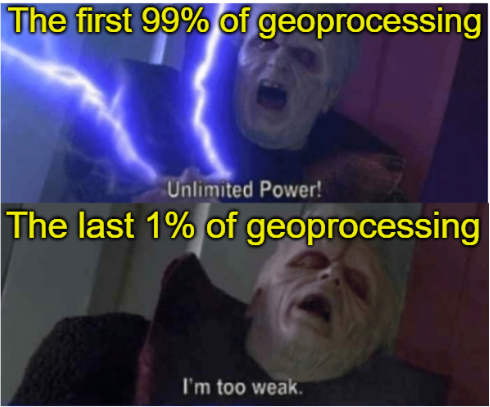 The first 99% of geoprocessing
Unlimited Power!
The last 1% of geoprocessing
I'm too weak.